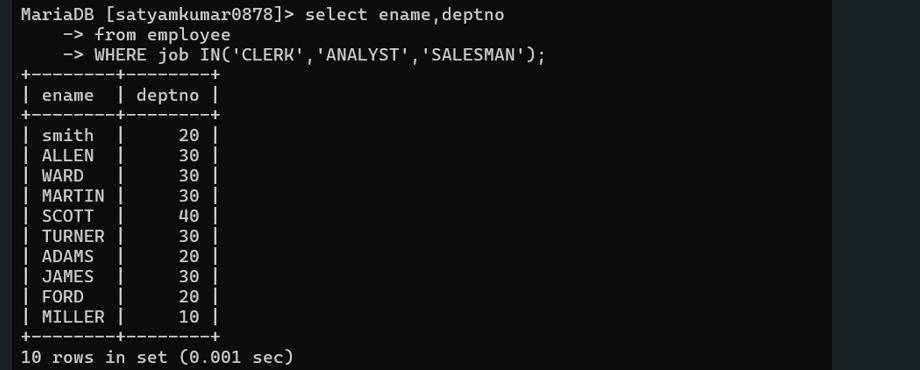 MariaDB [satyamkumar0878]> select ename,deptno
    -> from employee
    -> WHERE job IN('CLERK','ANALYST','SALESMAN');
+--------+--------+
| ename  | deptno |
+--------+--------+
| smith  |     20 |
| ALLEN  |     30 |
| WARD   |     30 |
| MARTIN |     30 |
| SCOTT  |     40 |
| TURNER |     30 |
| ADAMS  |     20 |
| JAMES  |     30 |
| FORD   |     20 |
| MILLER |     10 |
+--------+--------+
10 rows in set (0.001 sec)